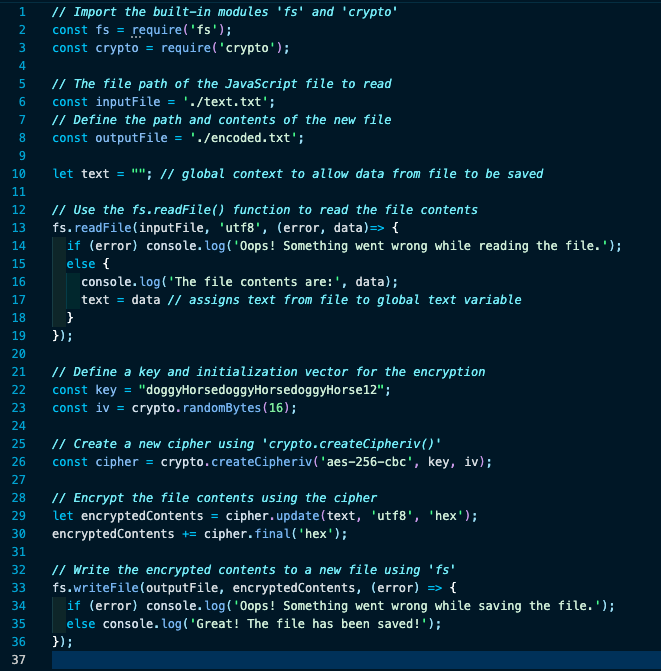 1 // Import the built-in modules 'fs' and 'crypto'
2 const fs = require('fs');
3 const crypto = require('crypto');
4
5 // The file path of the JavaScript file to read
6 const inputFile = './text.txt';
7 // Define the path and contents of the new file
8 const outputFile = './encoded.txt';
9
10 let text = ""; // global context to allow data from file to be saved
11
12 // Use the fs.readFile() function to read the file contents
13 fs.readFile(inputFile, 'utf8', (error, data)=> {
14   if (error) console.log('Oops! Something went wrong while reading the file.');
15   else {
16     console.log('The file contents are:', data);
17     text = data // assigns text from file to global text variable
18   }
19 });
20
21 // Define a key and initialization vector for the encryption
22 const key = "doggyHorsedoggyHorsedoggyHorse12";
23 const iv = crypto.randomBytes(16);
24
25 // Create a new cipher using 'crypto.createCipheriv()'
26 const cipher = crypto.createCipheriv('aes-256-cbc', key, iv);
27
28 // Encrypt the file contents using the cipher
29 let encryptedContents = cipher.update(text, 'utf8', 'hex');
30 encryptedContents += cipher.final('hex');
31
32 // Write the encrypted contents to a new file using 'fs'
33 fs.writeFile(outputFile, encryptedContents, (error) => {
34   if (error) console.log('Oops! Something went wrong while saving the file.');
35   else console.log('Great! The file has been saved!');
36 });
37